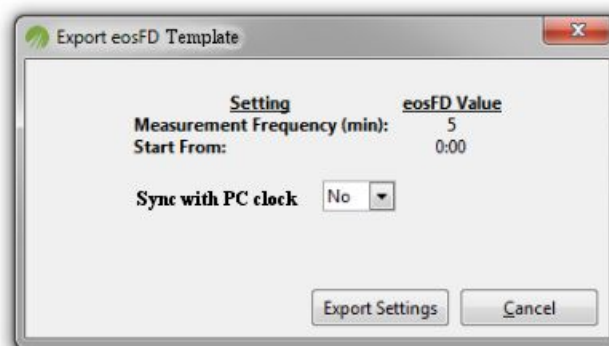 Export eosFD Template
Setting eosFD Value
Measurement Frequency (min): 5
Start From: 0:00
Sync with PC clock No
Export Settings Cancel